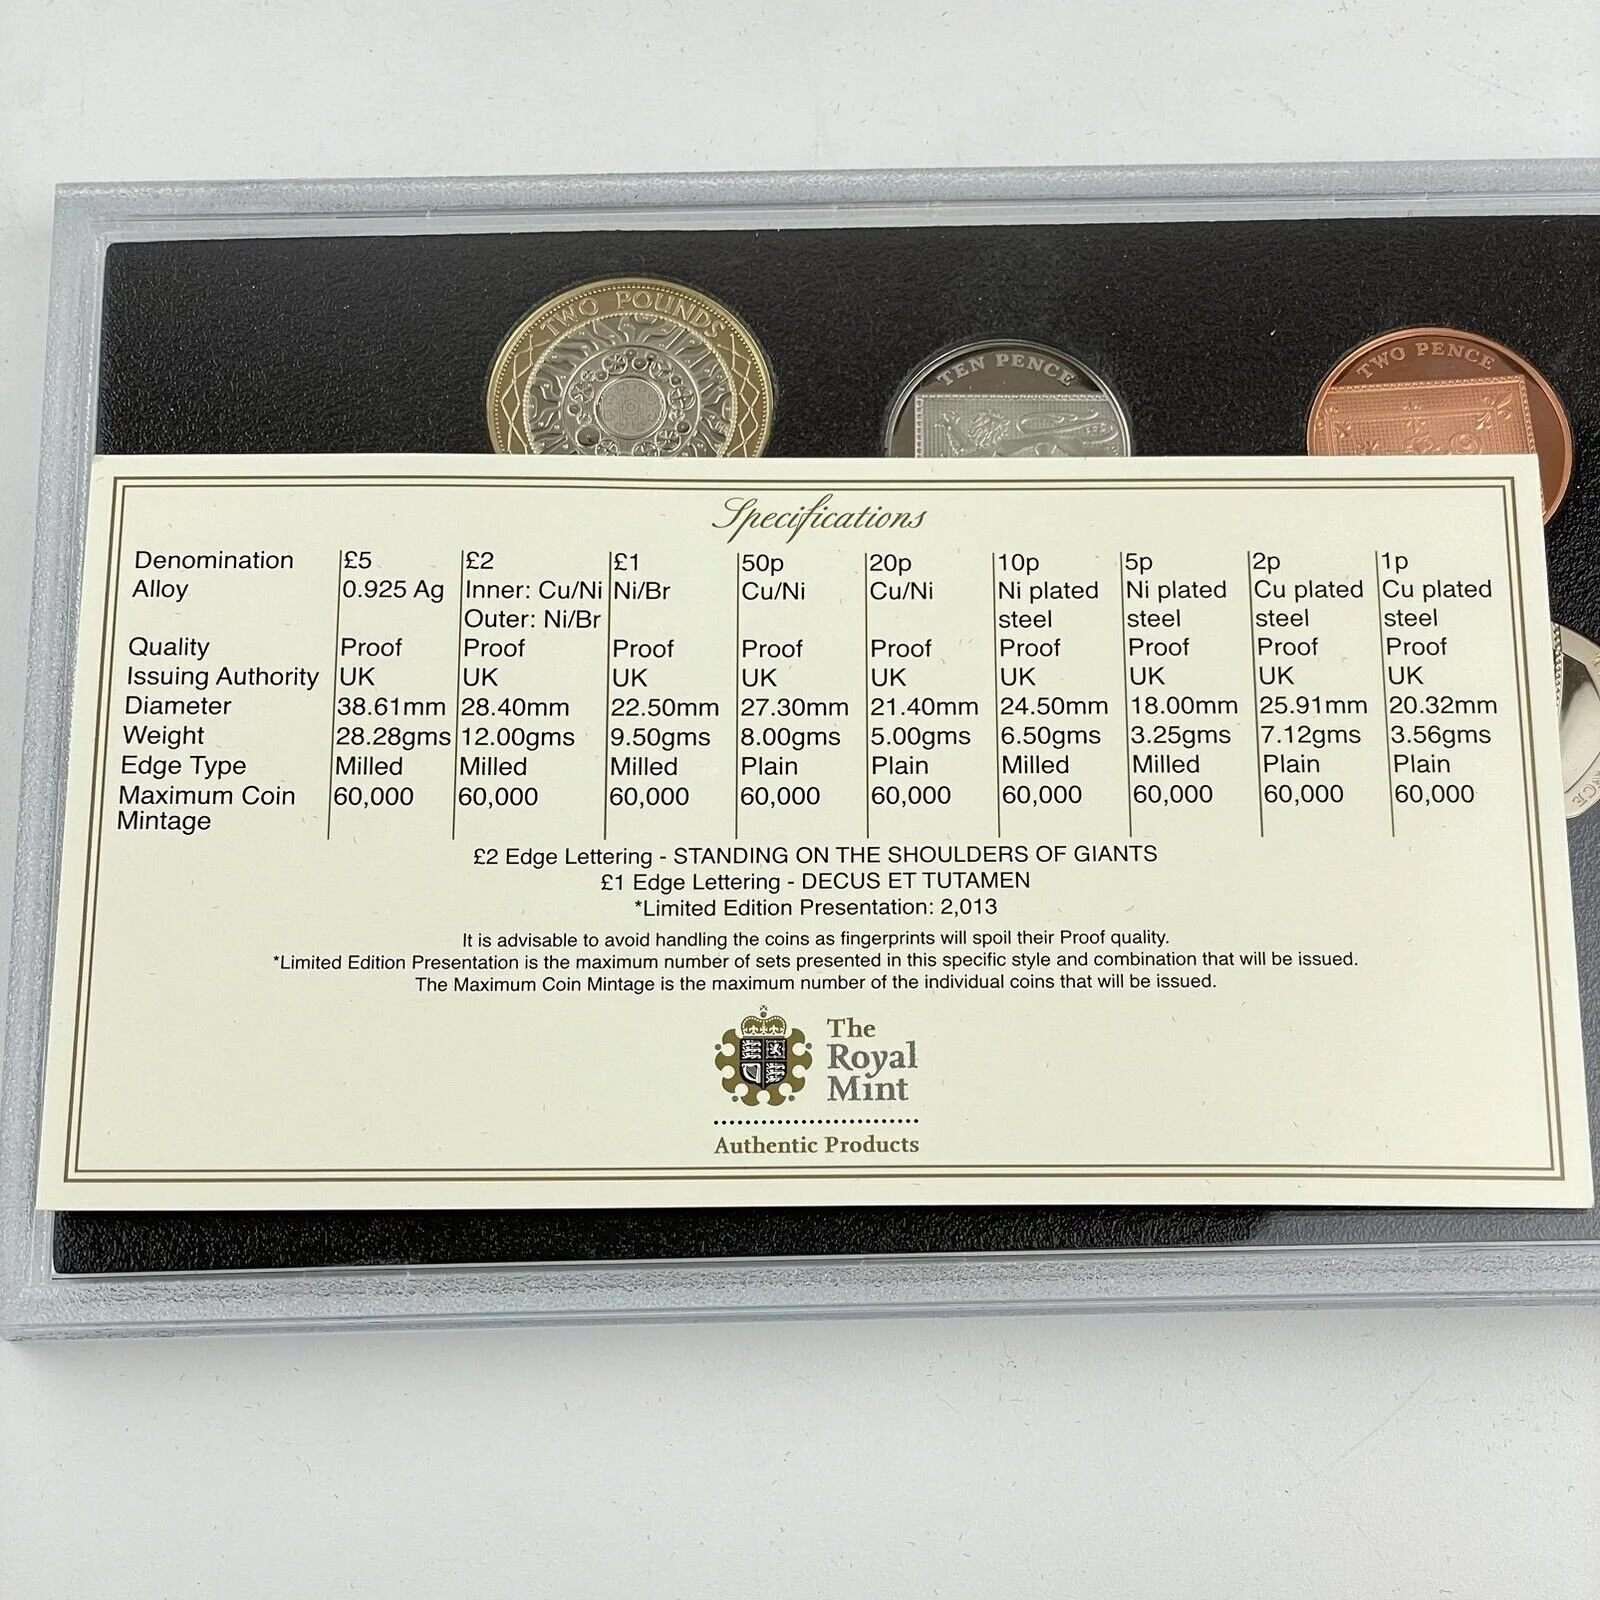 TWO POUNDS
TEN PENCE
TWO PENCE
Specifications
Denomination £5 £2 £1 50p 20p 10p 5p 2p 1p
Alloy 0.925 Ag Inner: Cu/Ni Ni/Br Cu/Ni Cu/Ni Ni plated Ni plated Cu plated Cu plated
Outer: Ni/Br steel steel steel steel
Quality Proof Proof Proof Proof Proof Proof Proof Proof Proof
Issuing Authority UK UK UK UK UK UK UK UK UK
Diameter 38.61mm 28.40mm 22.50mm 27.30mm 21.40mm 24.50mm 18.00mm 25.91mm 20.32mm
Weight 28.28gms 12.00gms 9.50gms 8.00gms 5.00gms 6.50gms 3.25gms 7.12gms 3.56gms
Edge Type Milled Milled Milled Plain Plain Milled Milled Plain Plain
Maximum Coin 60,000 60,000 60,000 60,000 60,000 60,000 60,000 60,000 60,000
Mintage
£2 Edge Lettering - STANDING ON THE SHOULDERS OF GIANTS
£1 Edge Lettering - DECUS ET TUTAMEN
*Limited Edition Presentation: 2,013
It is advisable to avoid handling the coins as fingerprints will spoil their Proof quality.
*Limited Edition Presentation is the maximum number of sets presented in this specific style and combination that will be issued.
The Maximum Coin Mintage is the maximum number of the individual coins that will be issued.
The
Royal
Mint
Authentic Products